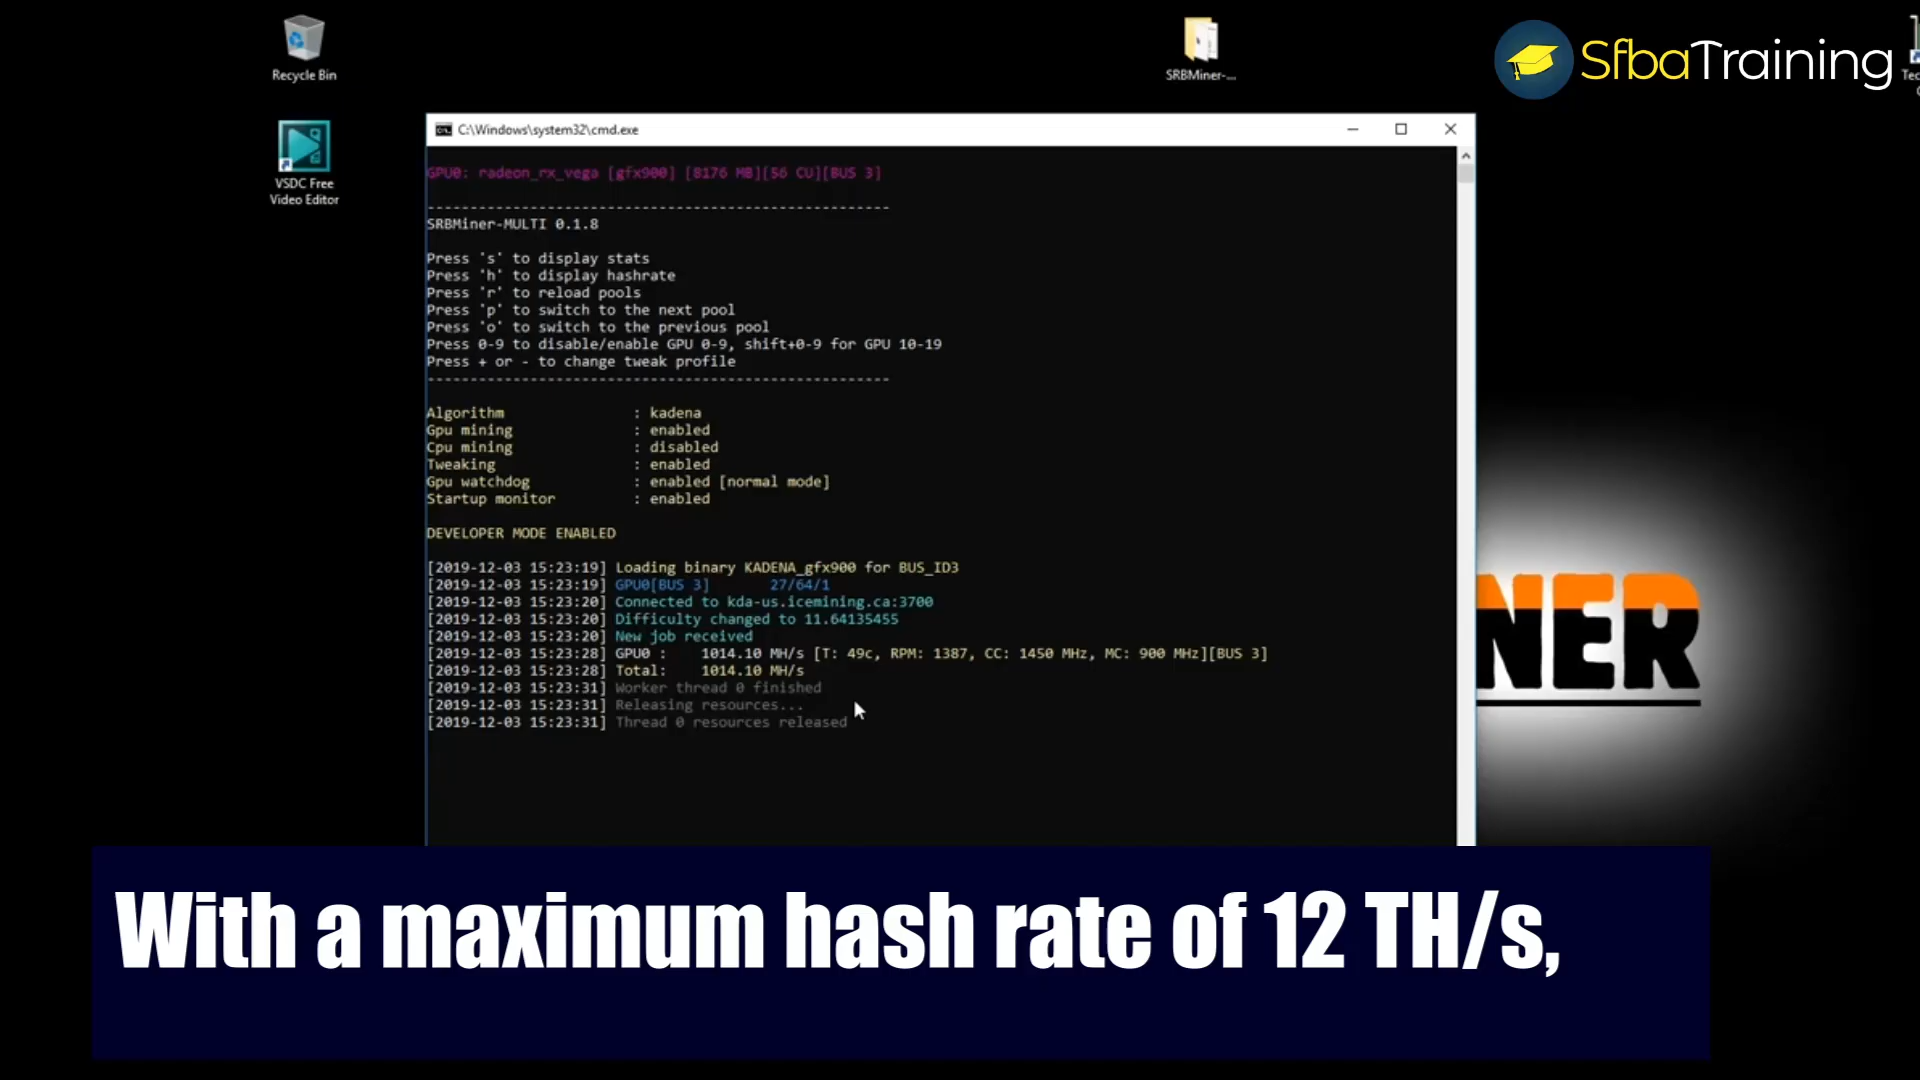 Recycle Bin
SRBMiner-...
SfbaTraining
VSDC Free
Video Editor
C:\Windows\system32\cmd.exe
GPU0: radeon_rx_vega [gfx900] [8176 MB][56 CU][BUS 3]
------------------------------------------------------
SRBMiner-MULTI 0.1.8
Press 's' to display stats
Press 'h' to display hashrate
Press 'r' to reload pools
Press 'p' to switch to the next pool
Press 'o' to switch to the previous pool
Press 0-9 to disable/enable GPU 0-9, shift+0-9 for GPU 10-19
Press + or - to change tweak profile
------------------------------------------------------
Algorithm : kadena
Gpu mining : enabled
Cpu mining : disabled
Tweaking : enabled
Gpu watchdog : enabled [normal mode]
Startup monitor : enabled
DEVELOPER MODE ENABLED
[2019-12-03 15:23:19] Loading binary KADENA_gfx900 for BUS_ID3
[2019-12-03 15:23:19] GPU0[BUS 3] 27/64/1
[2019-12-03 15:23:20] Connected to kda-us.icemining.ca:3700
[2019-12-03 15:23:20] Difficulty changed to 11.64135455
[2019-12-03 15:23:20] New job received
[2019-12-03 15:23:28] GPU0 : 1014.10 MH/s [T: 49c, RPM: 1387, CC: 1450 MHz, MC: 900 MHz][BUS 3]
[2019-12-03 15:23:28] Total: 1014.10 MH/s
[2019-12-03 15:23:31] Worker thread 0 finished
[2019-12-03 15:23:31] Releasing resources...
[2019-12-03 15:23:31] Thread 0 resources released
NER
With a maximum hash rate of 12 TH/s,